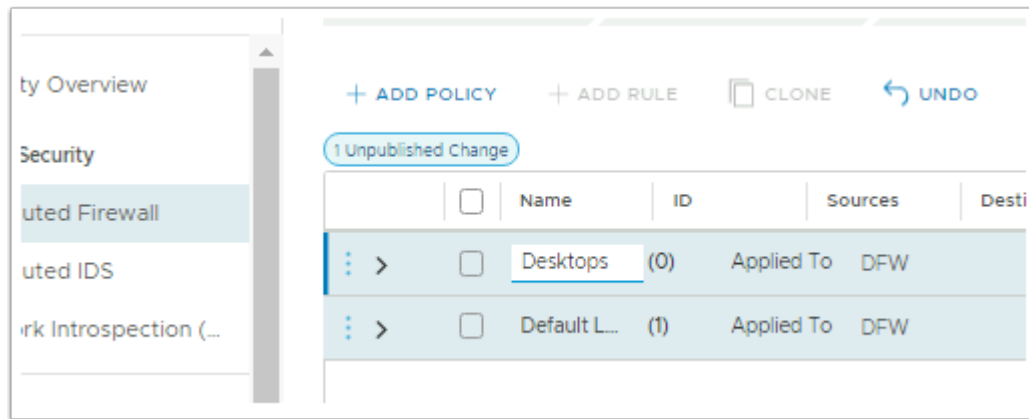 ty Overview
Security
uted Firewall
uted IDS
rk Introspection (...
+ ADD POLICY + ADD RULE CLONE UNDO
1 Unpublished Change
Name ID Sources Desti
Desktops (0) Applied To DFW
Default L... (1) Applied To DFW